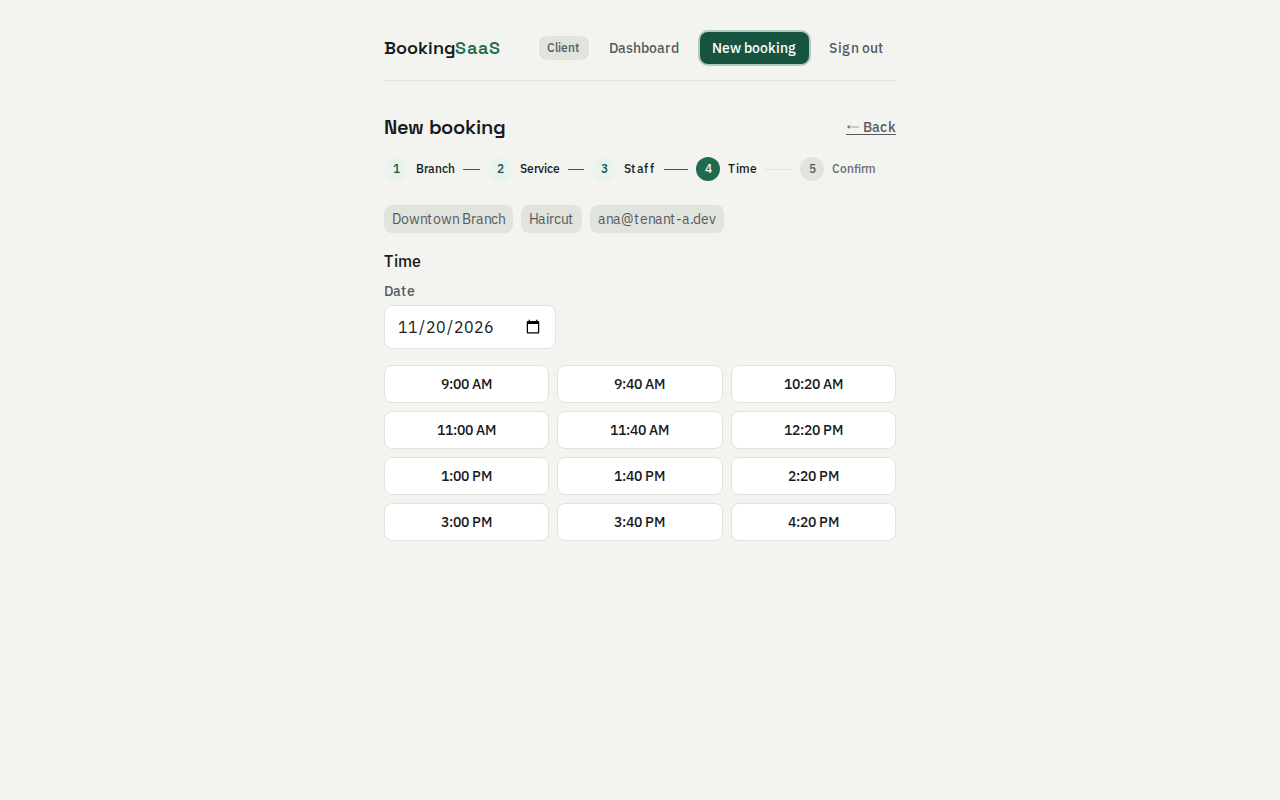 BookingSaaS Client Dashboard New booking Sign out
New booking ← Back
1 Branch 2 Service 3 Staff 4 Time 5 Confirm
Downtown Branch Haircut ana@tenant-a.dev
Time
Date
11/20/2026
9:00 AM 9:40 AM 10:20 AM
11:00 AM 11:40 AM 12:20 PM
1:00 PM 1:40 PM 2:20 PM
3:00 PM 3:40 PM 4:20 PM